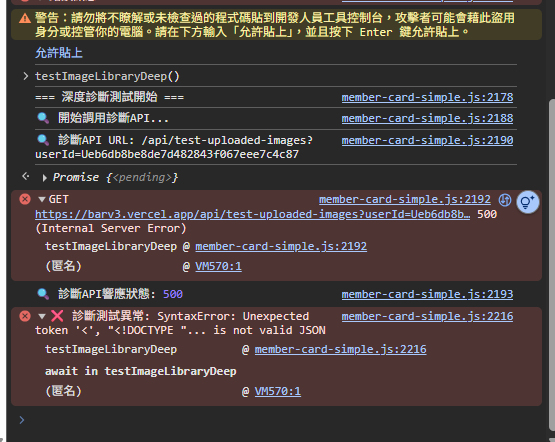 警告：請勿將不瞭解或未檢查過的程式碼貼到開發人員工具控制台，攻擊者可能會藉此盜用
身分或控管你的電腦。請在下方輸入「允許貼上」，並且按下 Enter 鍵允許貼上。
允許貼上
testImageLibraryDeep()
=== 深度診斷測試開始 === member-card-simple.js:2178
🔍 開始調用診斷API... member-card-simple.js:2188
🔍 診斷API URL: /api/test-uploaded-images? member-card-simple.js:2190
userId=Ueb6db8be8de7d482843f067eee7c4c87
Promise {<pending>}
GET member-card-simple.js:2192
https://barv3.vercel.app/api/test-uploaded-images?userId=Ueb6db8b… 500
(Internal Server Error)
testImageLibraryDeep @ member-card-simple.js:2192
(匿名) @ VM570:1
🔍 診斷API響應狀態: 500 member-card-simple.js:2193
❌ 診斷測試異常: SyntaxError: Unexpected member-card-simple.js:2216
token '<', "<!DOCTYPE "... is not valid JSON
testImageLibraryDeep @ member-card-simple.js:2216
await in testImageLibraryDeep
(匿名) @ VM570:1